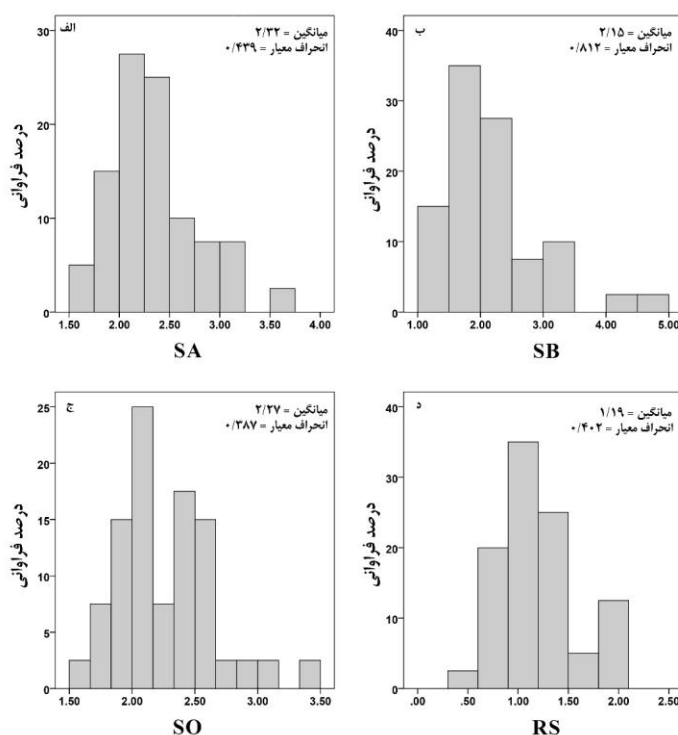 الف
میانگین = ۲/۳۲
انحراف معیار = ۰/۴۳۹
درصد فراوانی
30
20
10
0
1.50 2.00 2.50 3.00 3.50 4.00
SA
ب
میانگین = ۲/۱۵
انحراف معیار = ۰/۸۱۲
درصد فراوانی
40
30
20
10
0
1.00 2.00 3.00 4.00 5.00
SB
ج
میانگین = ۲/۲۷
انحراف معیار = ۰/۳۸۷
درصد فراوانی
25
20
15
10
5
0
1.50 2.00 2.50 3.00 3.50
SO
د
میانگین = ۱/۱۹
انحراف معیار = ۰/۴۰۲
درصد فراوانی
40
30
20
10
0
.00 .50 1.00 1.50 2.00 2.50
RS